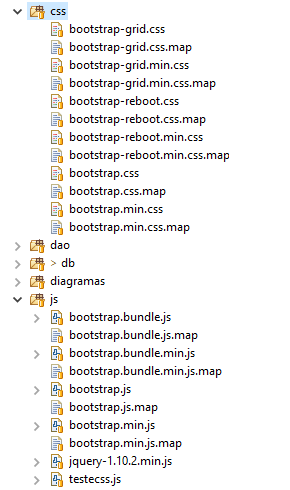 css
bootstrap-grid.css
bootstrap-grid.css.map
bootstrap-grid.min.css
bootstrap-grid.min.css.map
bootstrap-reboot.css
bootstrap-reboot.css.map
bootstrap-reboot.min.css
bootstrap-reboot.min.css.map
bootstrap.css
bootstrap.css.map
bootstrap.min.css
bootstrap.min.css.map
dao
> db
diagramas
js
bootstrap.bundle.js
bootstrap.bundle.js.map
bootstrap.bundle.min.js
bootstrap.bundle.min.js.map
bootstrap.js
bootstrap.js.map
bootstrap.min.js
bootstrap.min.js.map
jquery-1.10.2.min.js
testecss.js